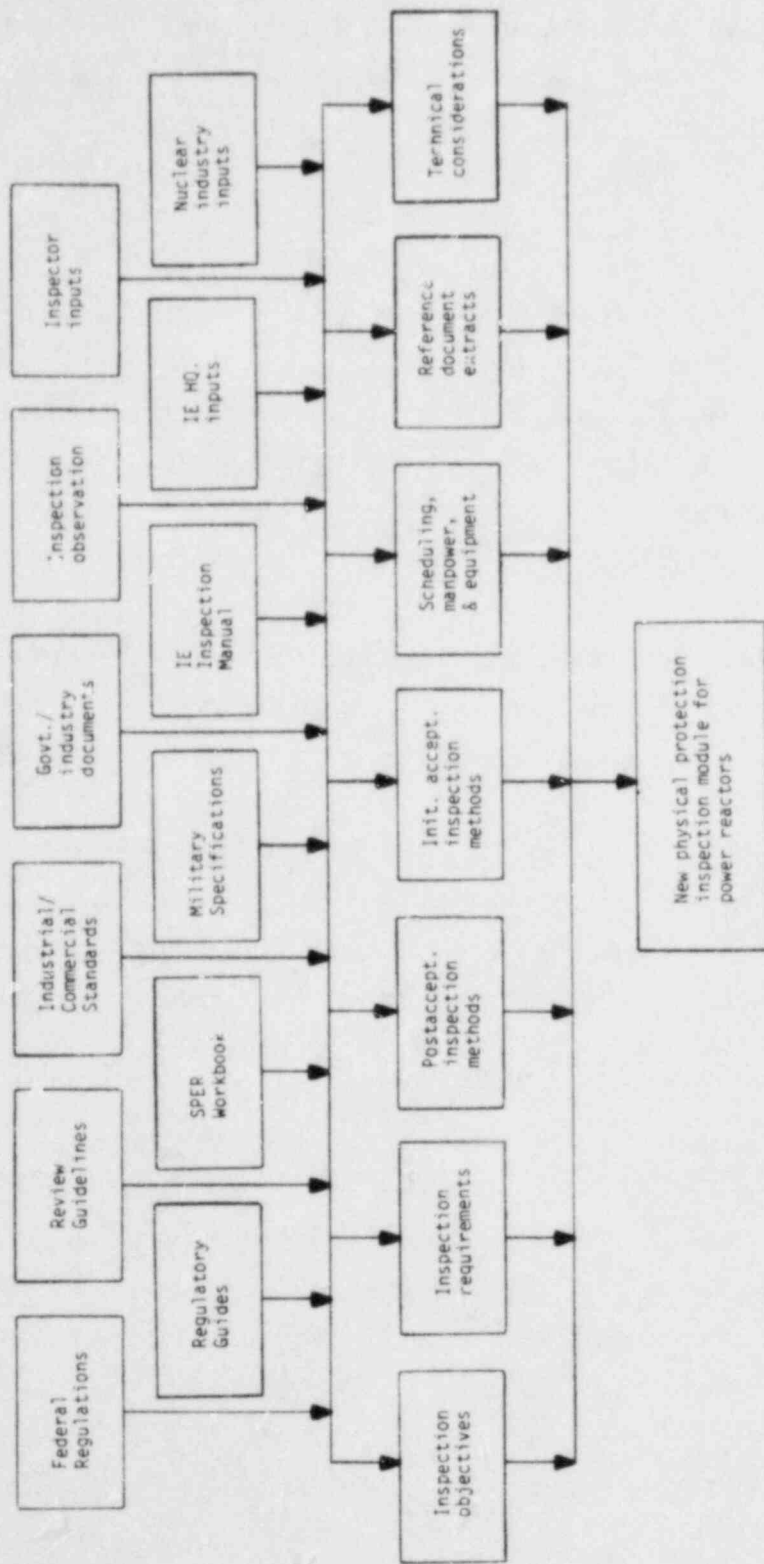 Federal
Regulations
Review
Guidelines
Industrial/
Commercial
Standards
Govt./
industry
documents
Inspection
observation
Inspector
inputs
Regulatory
Guides
SPER
Workbook
Military
Specifications
IE
Inspection
Manual
IE HQ.
inputs
Nuclear
industry
inputs
Inspection
objectives
Inspection
requirements
Postaccept.
inspection
methods
Init. accept.
inspection
methods
Scheduling,
manpower,
& equipment
Reference
document
extracts
Technical
considerations
New physical protection
inspection module for
power reactors